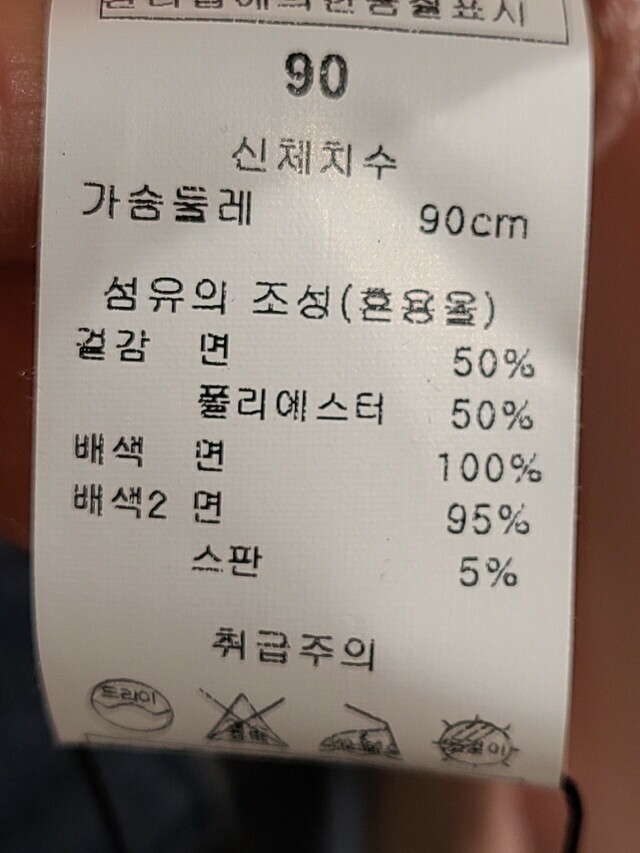 90
신체치수
가슴둘레 90cm
섬유의 조성(혼용율)
겉감 면 50%
폴리에스터 50%
배색 면 100%
배색2 면 95%
스판 5%
취급주의
드라이